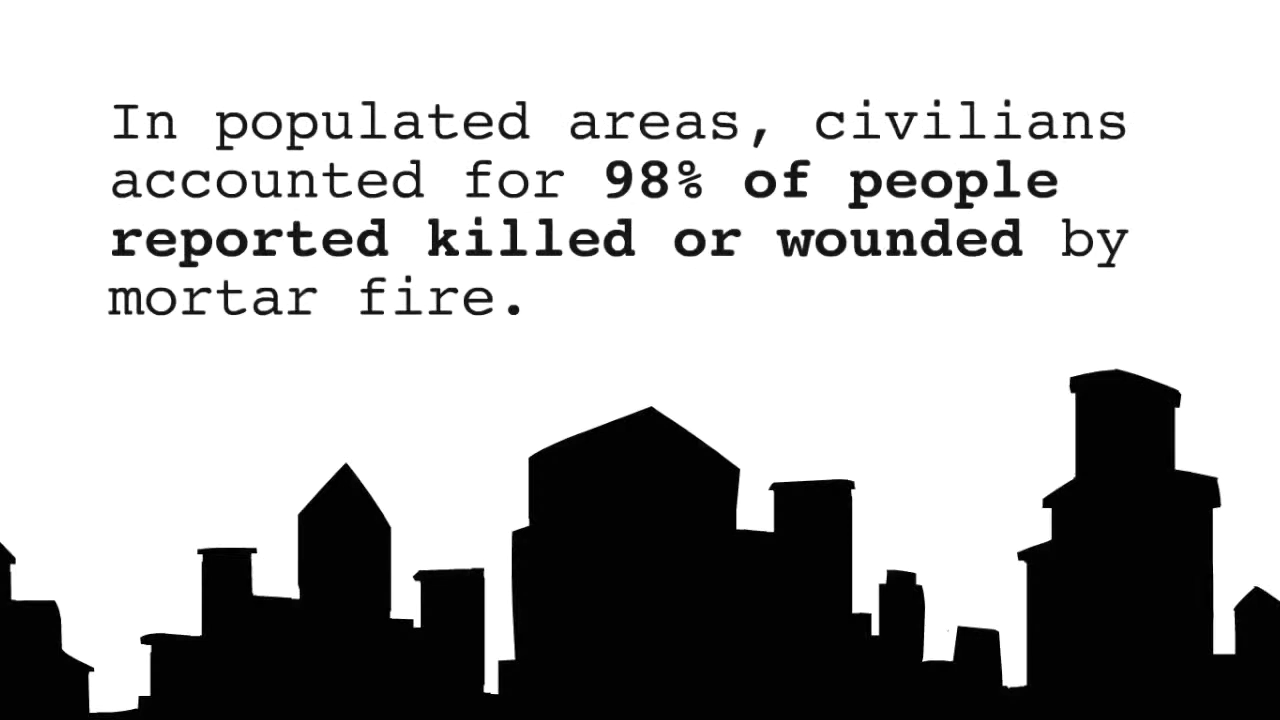 In populated areas, civilians
accounted for 98% of people
reported killed or wounded by
mortar fire.